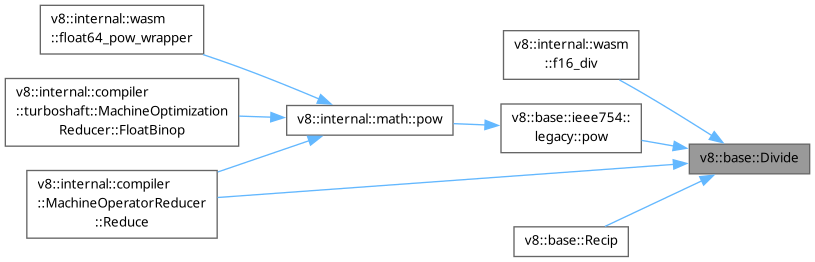 v8::internal::wasm
::float64_pow_wrapper
v8::internal::compiler
::turboshaft::MachineOptimization
Reducer::FloatBinop
v8::internal::compiler
::MachineOperatorReducer
::Reduce
v8::internal::math::pow
v8::internal::wasm
::f16_div
v8::base::ieee754::
legacy::pow
v8::base::Recip
v8::base::Divide